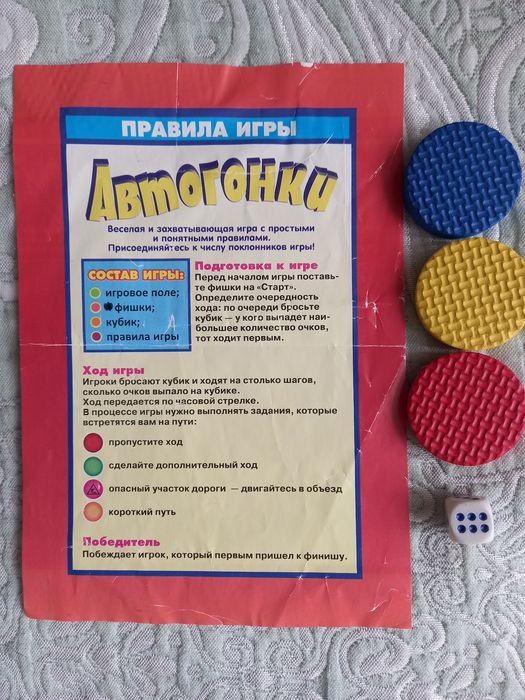 ПРАВИЛА ИГРЫ
АВТОГОНКИ
Веселая и захватывающая игра с простыми
и понятными правилами.
Присоединяйтесь к числу поклонников игры!
СОСТАВ ИГРЫ:
игровое поле;
фишки;
кубик;
правила игры
Подготовка к игре
Перед началом игры поставь-
те фишки на «Старт».
Определите очередность
хода: по очереди бросьте
кубик — у кого выпадет наи-
большее количество очков,
тот ходит первым.
Ход игры
Игроки бросают кубик и ходят на столько шагов,
сколько очков выпало на кубике.
Ход передается по часовой стрелке.
В процессе игры нужно выполнять задания, которые
встретятся вам на пути:
пропустите ход
сделайте дополнительный ход
опасный участок дороги — двигайтесь в объезд
короткий путь
Победитель
Побеждает игрок, который первым пришел к финишу.